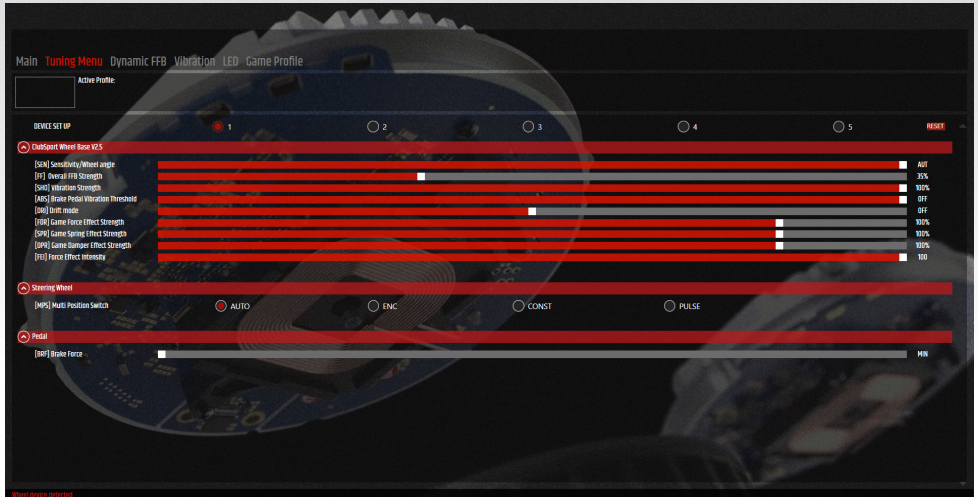 Main Tuning Menu Dynamic FFB Vibration LED Game Profile
Active Profile:
DEVICE SET UP 1 2 3 4 5 RESET
ClubSport Wheel Base V2.5
[SEN] Sensitivity/Wheel angle AUT
[FF] Overall FFB Strength 35%
[SHO] Vibration Strength 100%
[ABS] Brake Pedal Vibration Threshold OFF
[DRI] Drift mode OFF
[FOR] Game Force Effect Strength 100%
[SPR] Game Spring Effect Strength 100%
[DPR] Game Damper Effect Strength 100%
[FEI] Force Effect Intensity 100
Steering Wheel
[MPS] Multi Position Switch AUTO ENC CONST PULSE
Pedal
[BRF] Brake Force MIN
Wheel device detected